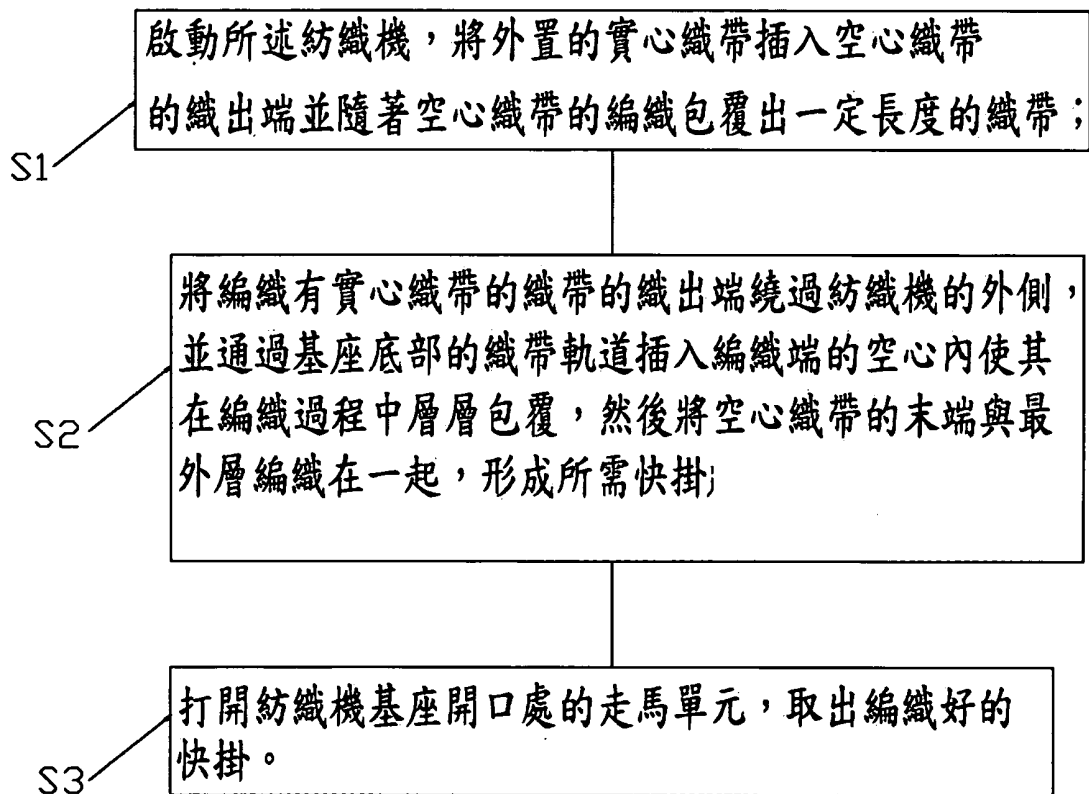 啟動所述紡織機，將外置的實心織帶插入空心織帶
的織出端並隨著空心織帶的編織包覆出一定長度的織帶；
S1
將編織有實心織帶的織帶的織出端繞過紡織機的外側，
並通過基座底部的織帶軌道插入編織端的空心內使其
在編織過程中層層包覆，然後將空心織帶的末端與最
外層編織在一起，形成所需快掛;
S2
打開紡織機基座開口處的走馬單元，取出編織好的
快掛。
S3